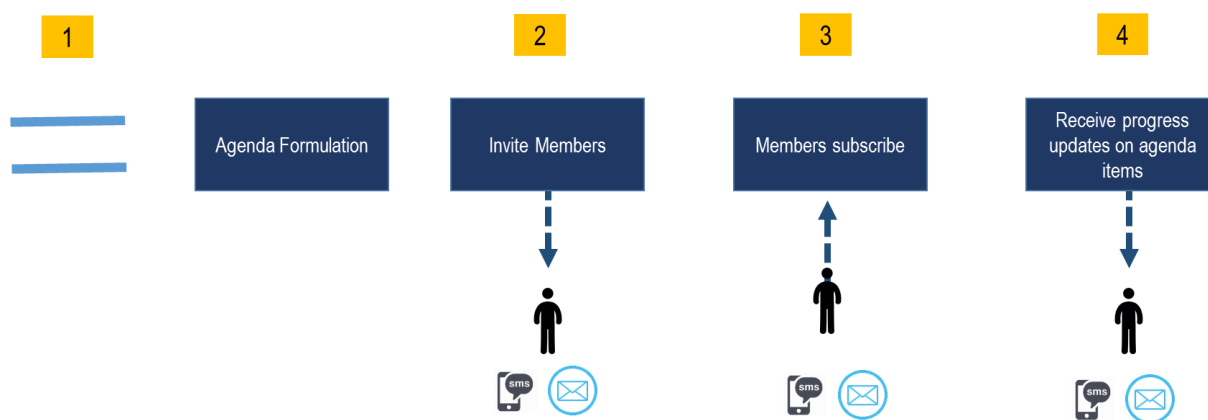 1
2
3
4
Agenda Formulation
Invite Members
Members subscribe
Receive progress
updates on agenda
items
sms
sms
sms